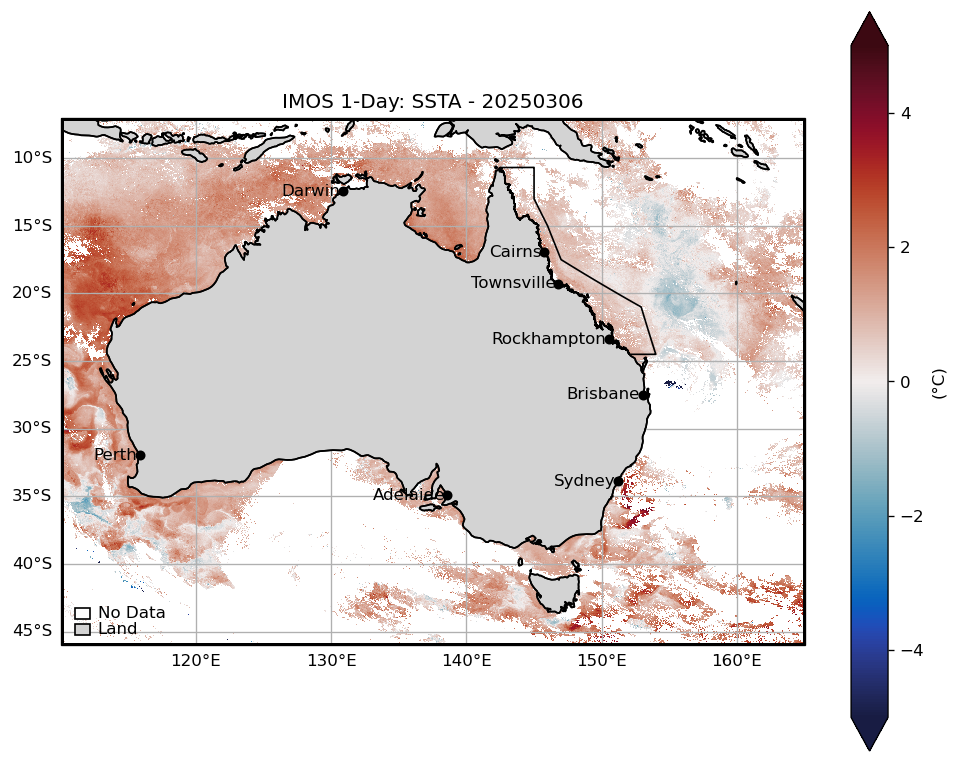 IMOS 1-Day: SSTA - 20250306
10°S
15°S
20°S
25°S
30°S
35°S
40°S
45°S
Darwin
Cairns
Townsville
Rockhampton
Brisbane
Perth
Sydney
Adelaide
No Data
Land
120°E 130°E 140°E 150°E 160°E
4
2
0
−2
−4
(°C)